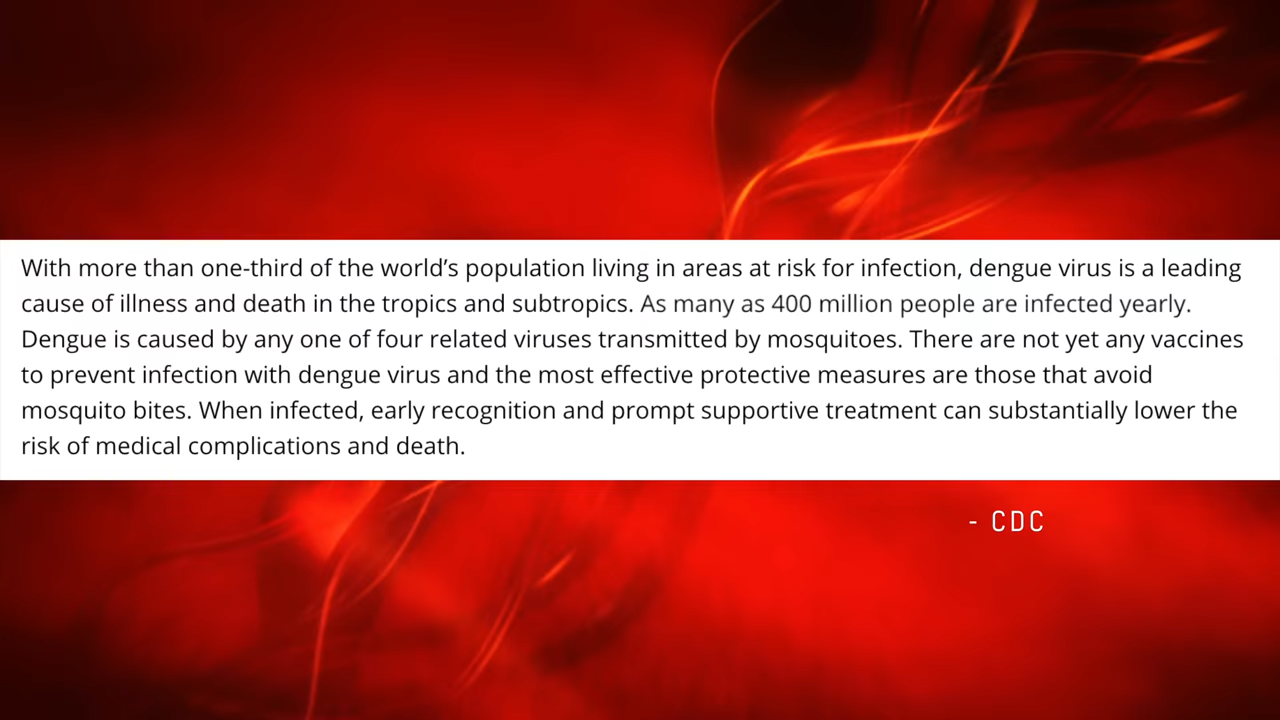 With more than one-third of the world’s population living in areas at risk for infection, dengue virus is a leading
cause of illness and death in the tropics and subtropics. As many as 400 million people are infected yearly.
Dengue is caused by any one of four related viruses transmitted by mosquitoes. There are not yet any vaccines
to prevent infection with dengue virus and the most effective protective measures are those that avoid
mosquito bites. When infected, early recognition and prompt supportive treatment can substantially lower the
risk of medical complications and death.
- CDC